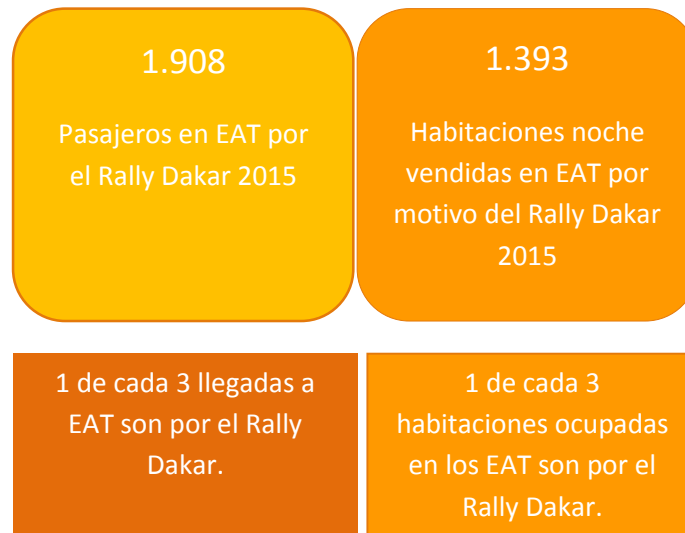 1.908
Pasajeros en EAT por
el Rally Dakar 2015
1.393
Habitaciones noche
vendidas en EAT por
motivo del Rally Dakar
2015
1 de cada 3 llegadas a
EAT son por el Rally
Dakar.
1 de cada 3
habitaciones ocupadas
en los EAT son por el
Rally Dakar.